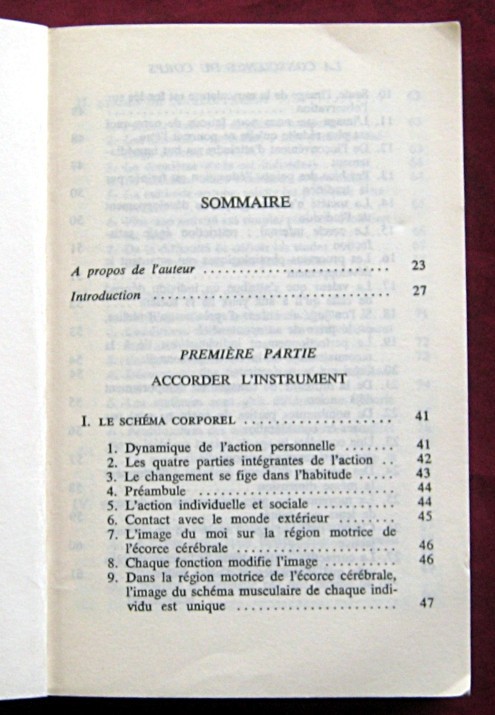 SOMMAIRE
A propos de l'auteur .......................... 23
Introduction ................................ 27
PREMIÈRE PARTIE
ACCORDER L'INSTRUMENT
I. LE SCHÉMA CORPOREL .................... 41
1. Dynamique de l'action personnelle ....... 41
2. Les quatre parties intégrantes de l'action .. 42
3. Le changement se fige dans l'habitude ..... 43
4. Préambule ........................... 44
5. L'action individuelle et sociale ........... 44
6. Contact avec le monde extérieur ........ 45
7. L'image du moi sur la région motrice de
l'écorce cérébrale ...................... 46
8. Chaque fonction modifie l'image ......... 46
9. Dans la région motrice de l'écorce cérébrale,
l'image du schéma musculaire de chaque indi-
vidu est unique ...................... 47